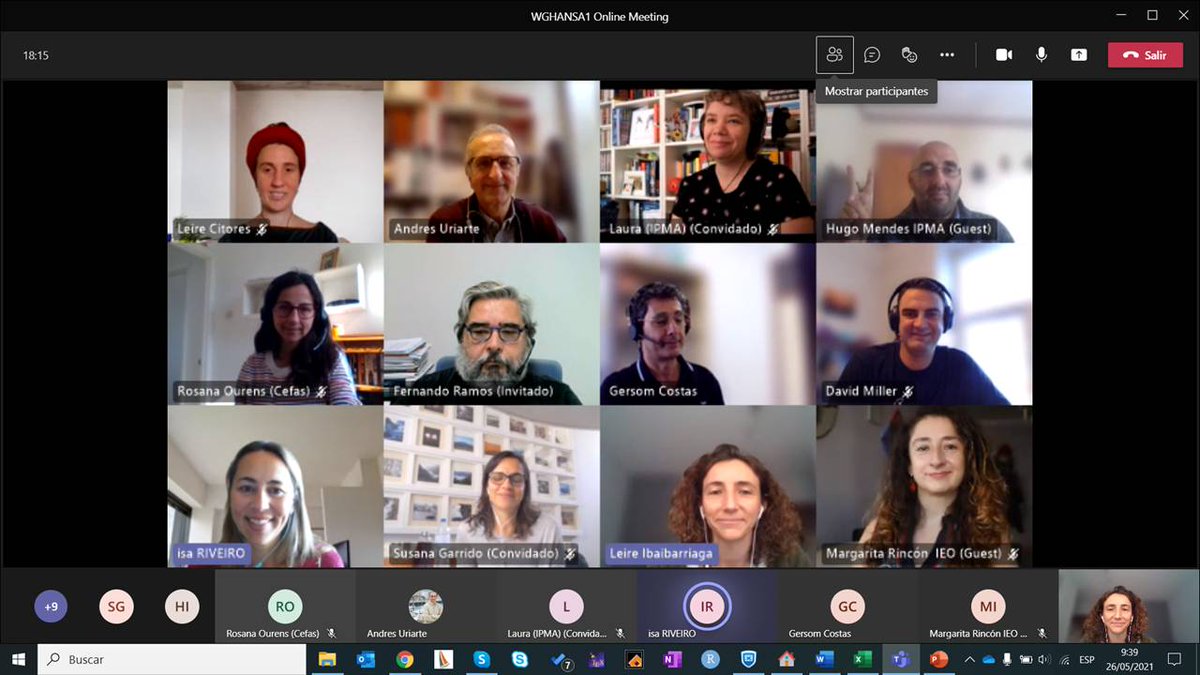 WGHANSA1 Online Meeting
18:15
Salir
Mostrar participantes
Leire Citores
Andres Uriarte
Laura (IPMA) (Convidado)
Hugo Mendes IPMA (Guest)
Rosana Ourens (Cefas)
Fernando Ramos (Invitado)
Gersom Costas
David Miller
isa RIVEIRO
Susana Garrido (Convidado)
Leire Ibaibarriaga
Margarita Rincón IEO (Guest)
+9
SG
HI
RO
L
IR
GC
MI
Rosana Ourens (Cefas)
Andres Uriarte
Laura (IPMA) (Convida...
isa RIVEIRO
Gersom Costas
Margarita Rincón IEO ...
Buscar
7
ESP
9:39
26/05/2021